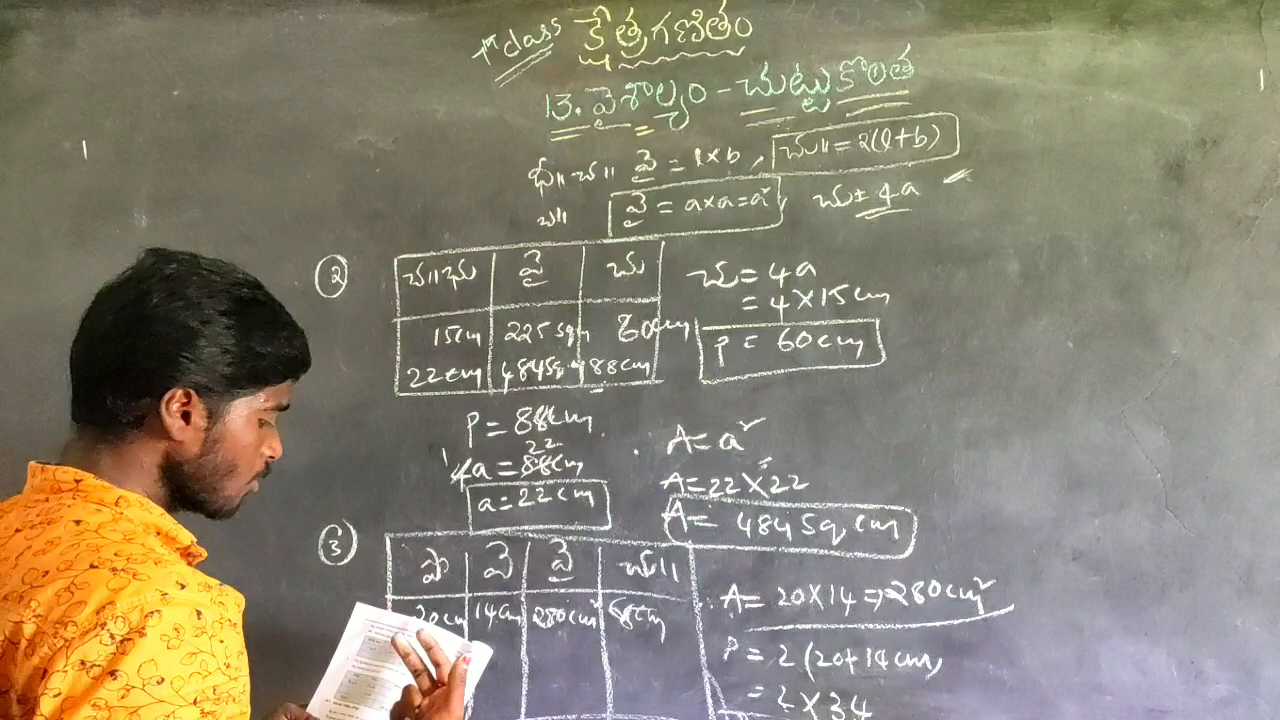 7th class క్షేత్రగణితం
13. వైశాల్యం - చుట్టుకొలత
దీ॥ చ॥ వై = l×b, చు॥ = 2(l+b)
చ॥ వై = a×a=a², చు= 4a
② చ॥భు వై చు
15cm 225 sq 60cm
22cm 484Sq 88cm
చు = 4a
= 4×15cm
P = 60cm
P = 88cm
4a = 88cm
22
a = 22cm
A = a²
A = 22×22
A = 484 Sq. cm
③ పొ వె వై చు॥
20cm 14cm 280cm² 68cm
A = 20×14 => 280cm²
P = 2 (20+14cm)
= 2×34